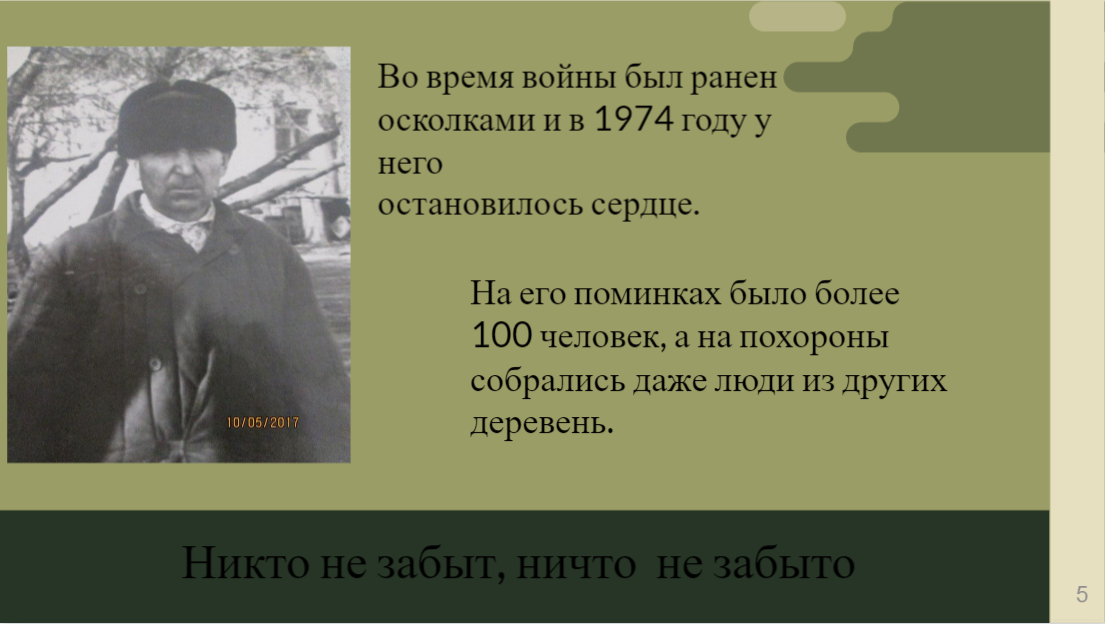 Во время войны был ранен
осколками и в 1974 году у
него
остановилось сердце.
На его поминках было более
100 человек, а на похороны
собрались даже люди из других
деревень.
10/05/2017
Никто не забыт, ничто  не забыто
5